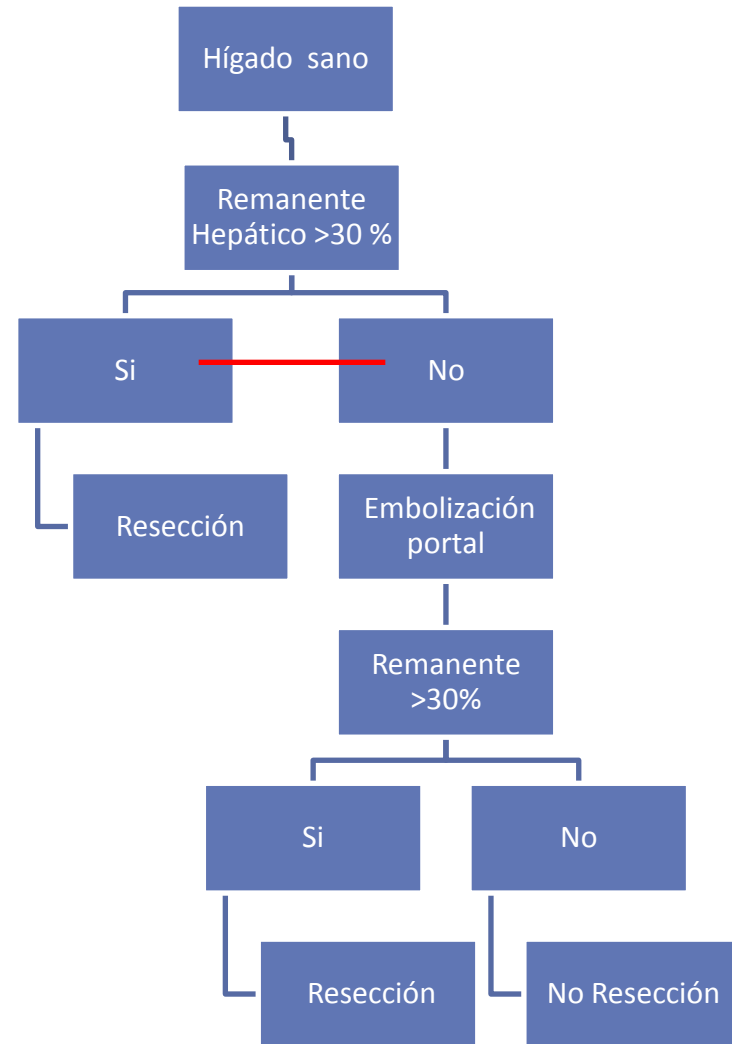 Hígado sano
Remanente
Hepático >30 %
Si
No
Resección
Embolización
portal
Remanente
>30%
Si
No
Resección
No Resección